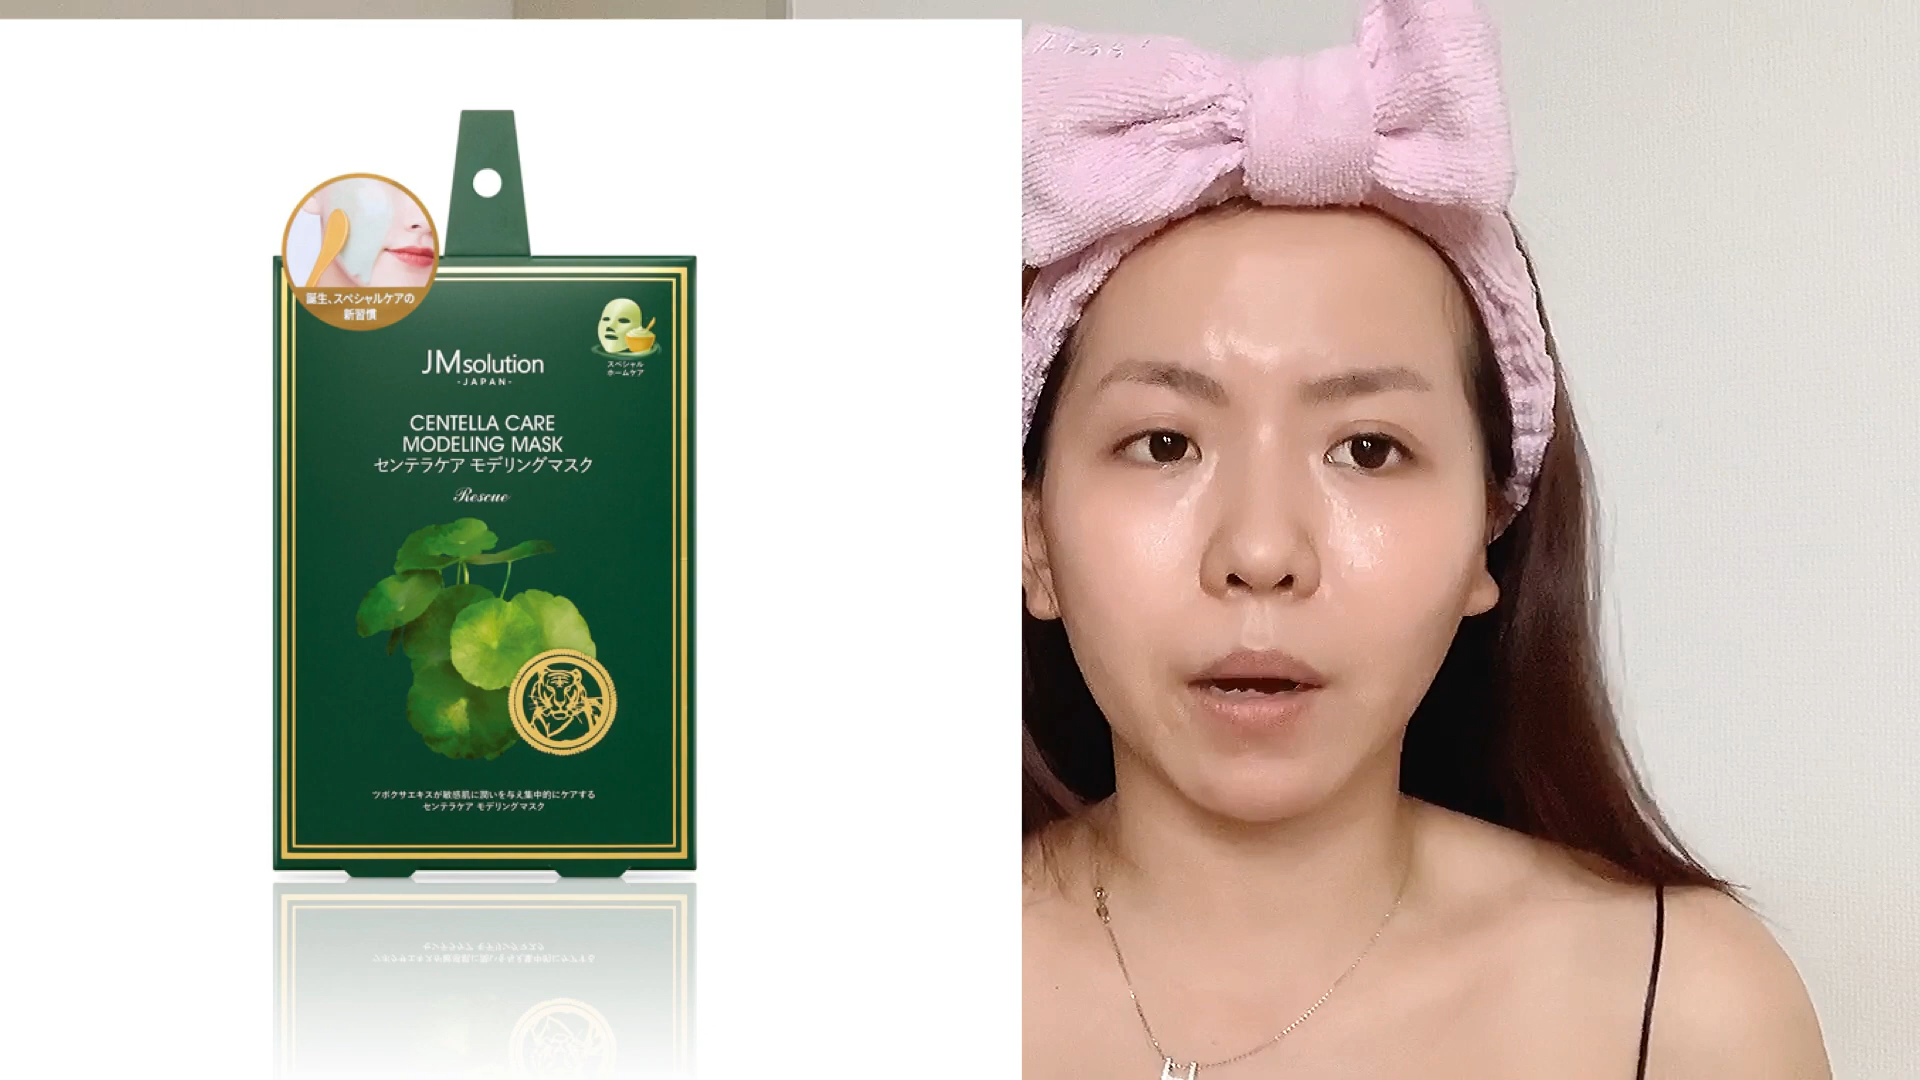 誕生、スペシャルケアの
新習慣
スペシャル
ホームケア
JMsolution
-JAPAN-
CENTELLA CARE
MODELING MASK
センテラケア モデリングマスク
Rescue
ツボクサエキスが敏感肌に潤いを与え集中的にケアする
センテラケア モデリングマスク